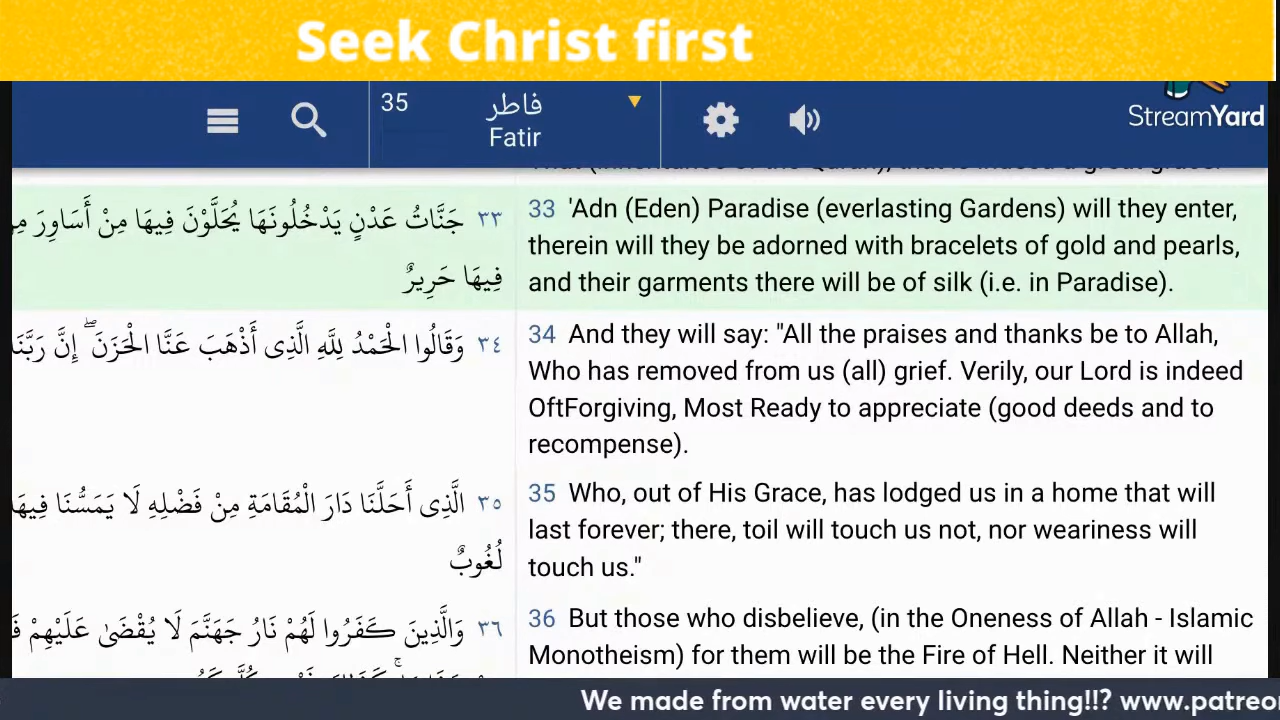 Seek Christ first
35
فاطر
Fatir
StreamYard
٣٣ جَنَّاتُ عَدْنٍ يَدْخُلُونَهَا يُحَلَّوْنَ فِيهَا مِنْ أَسَاوِرَ
فِيهَا حَرِيرٌ
33 'Adn (Eden) Paradise (everlasting Gardens) will they enter,
therein will they be adorned with bracelets of gold and pearls,
and their garments there will be of silk (i.e. in Paradise).
٣٤ وَقَالُوا الْحَمْدُ لِلَّهِ الَّذِى أَذْهَبَ عَنَّا الْحَزَنَ ۖ إِنَّ رَبَّنَا
34 And they will say: "All the praises and thanks be to Allah,
Who has removed from us (all) grief. Verily, our Lord is indeed
OftForgiving, Most Ready to appreciate (good deeds and to
recompense).
٣٥ الَّذِى أَحَلَّنَا دَارَ الْمُقَامَةِ مِنْ فَضْلِهِ لَا يَمَسُّنَا فِيهَا
لُغُوبٌ
35 Who, out of His Grace, has lodged us in a home that will
last forever; there, toil will touch us not, nor weariness will
touch us."
٣٦ وَالَّذِينَ كَفَرُوا لَهُمْ نَارُ جَهَنَّمَ لَا يُقْضَىٰ عَلَيْهِمْ
36 But those who disbelieve, (in the Oneness of Allah - Islamic
Monotheism) for them will be the Fire of Hell. Neither it will
We made from water every living thing!!? www.patreo